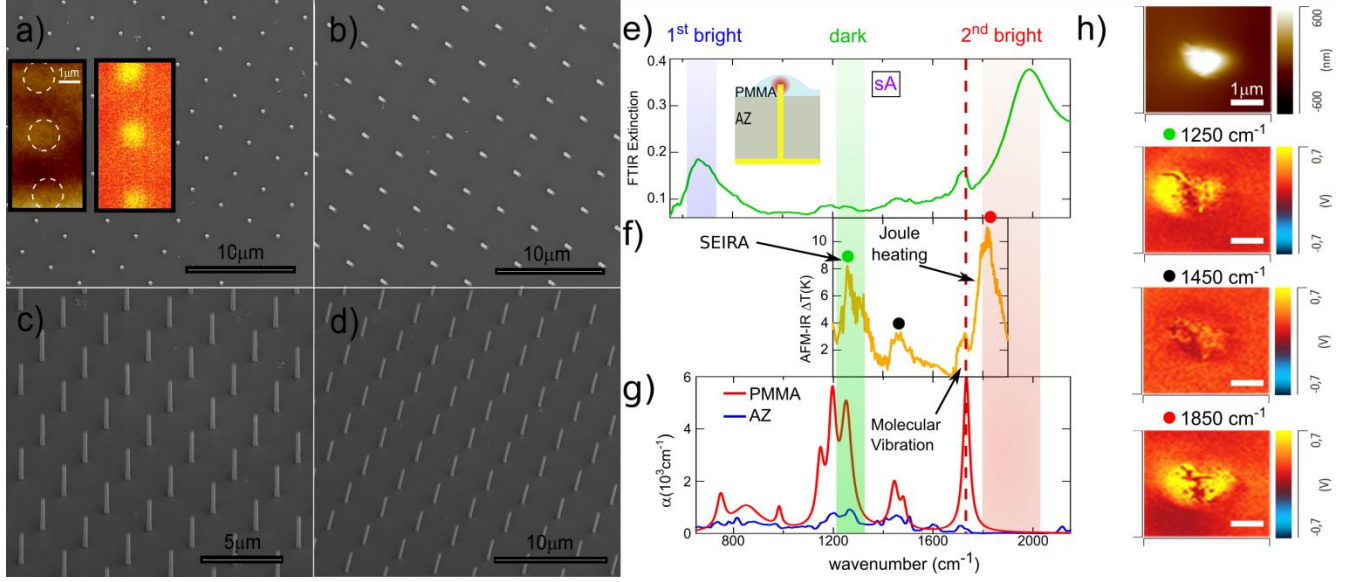 a)
1μm
10μm
b)
10μm
c)
5μm
d)
10μm
e)
1st bright
dark
2nd bright
0.4
0.3
0.2
0.1
FTIR Extinction
PMMA
AZ
sA
f)
SEIRA
Joule
heating
10
8
6
4
2
AFM-IR ΔT(K)
g)
6
4
2
0
α(10³cm⁻¹)
PMMA
AZ
Molecular
Vibration
800
1200
1600
2000
wavenumber (cm⁻¹)
h)
1μm
600
(nm)
-600
1250 cm⁻¹
0,7
(V)
-0,7
1450 cm⁻¹
0,7
(V)
-0,7
1850 cm⁻¹
0,7
(V)
-0,7